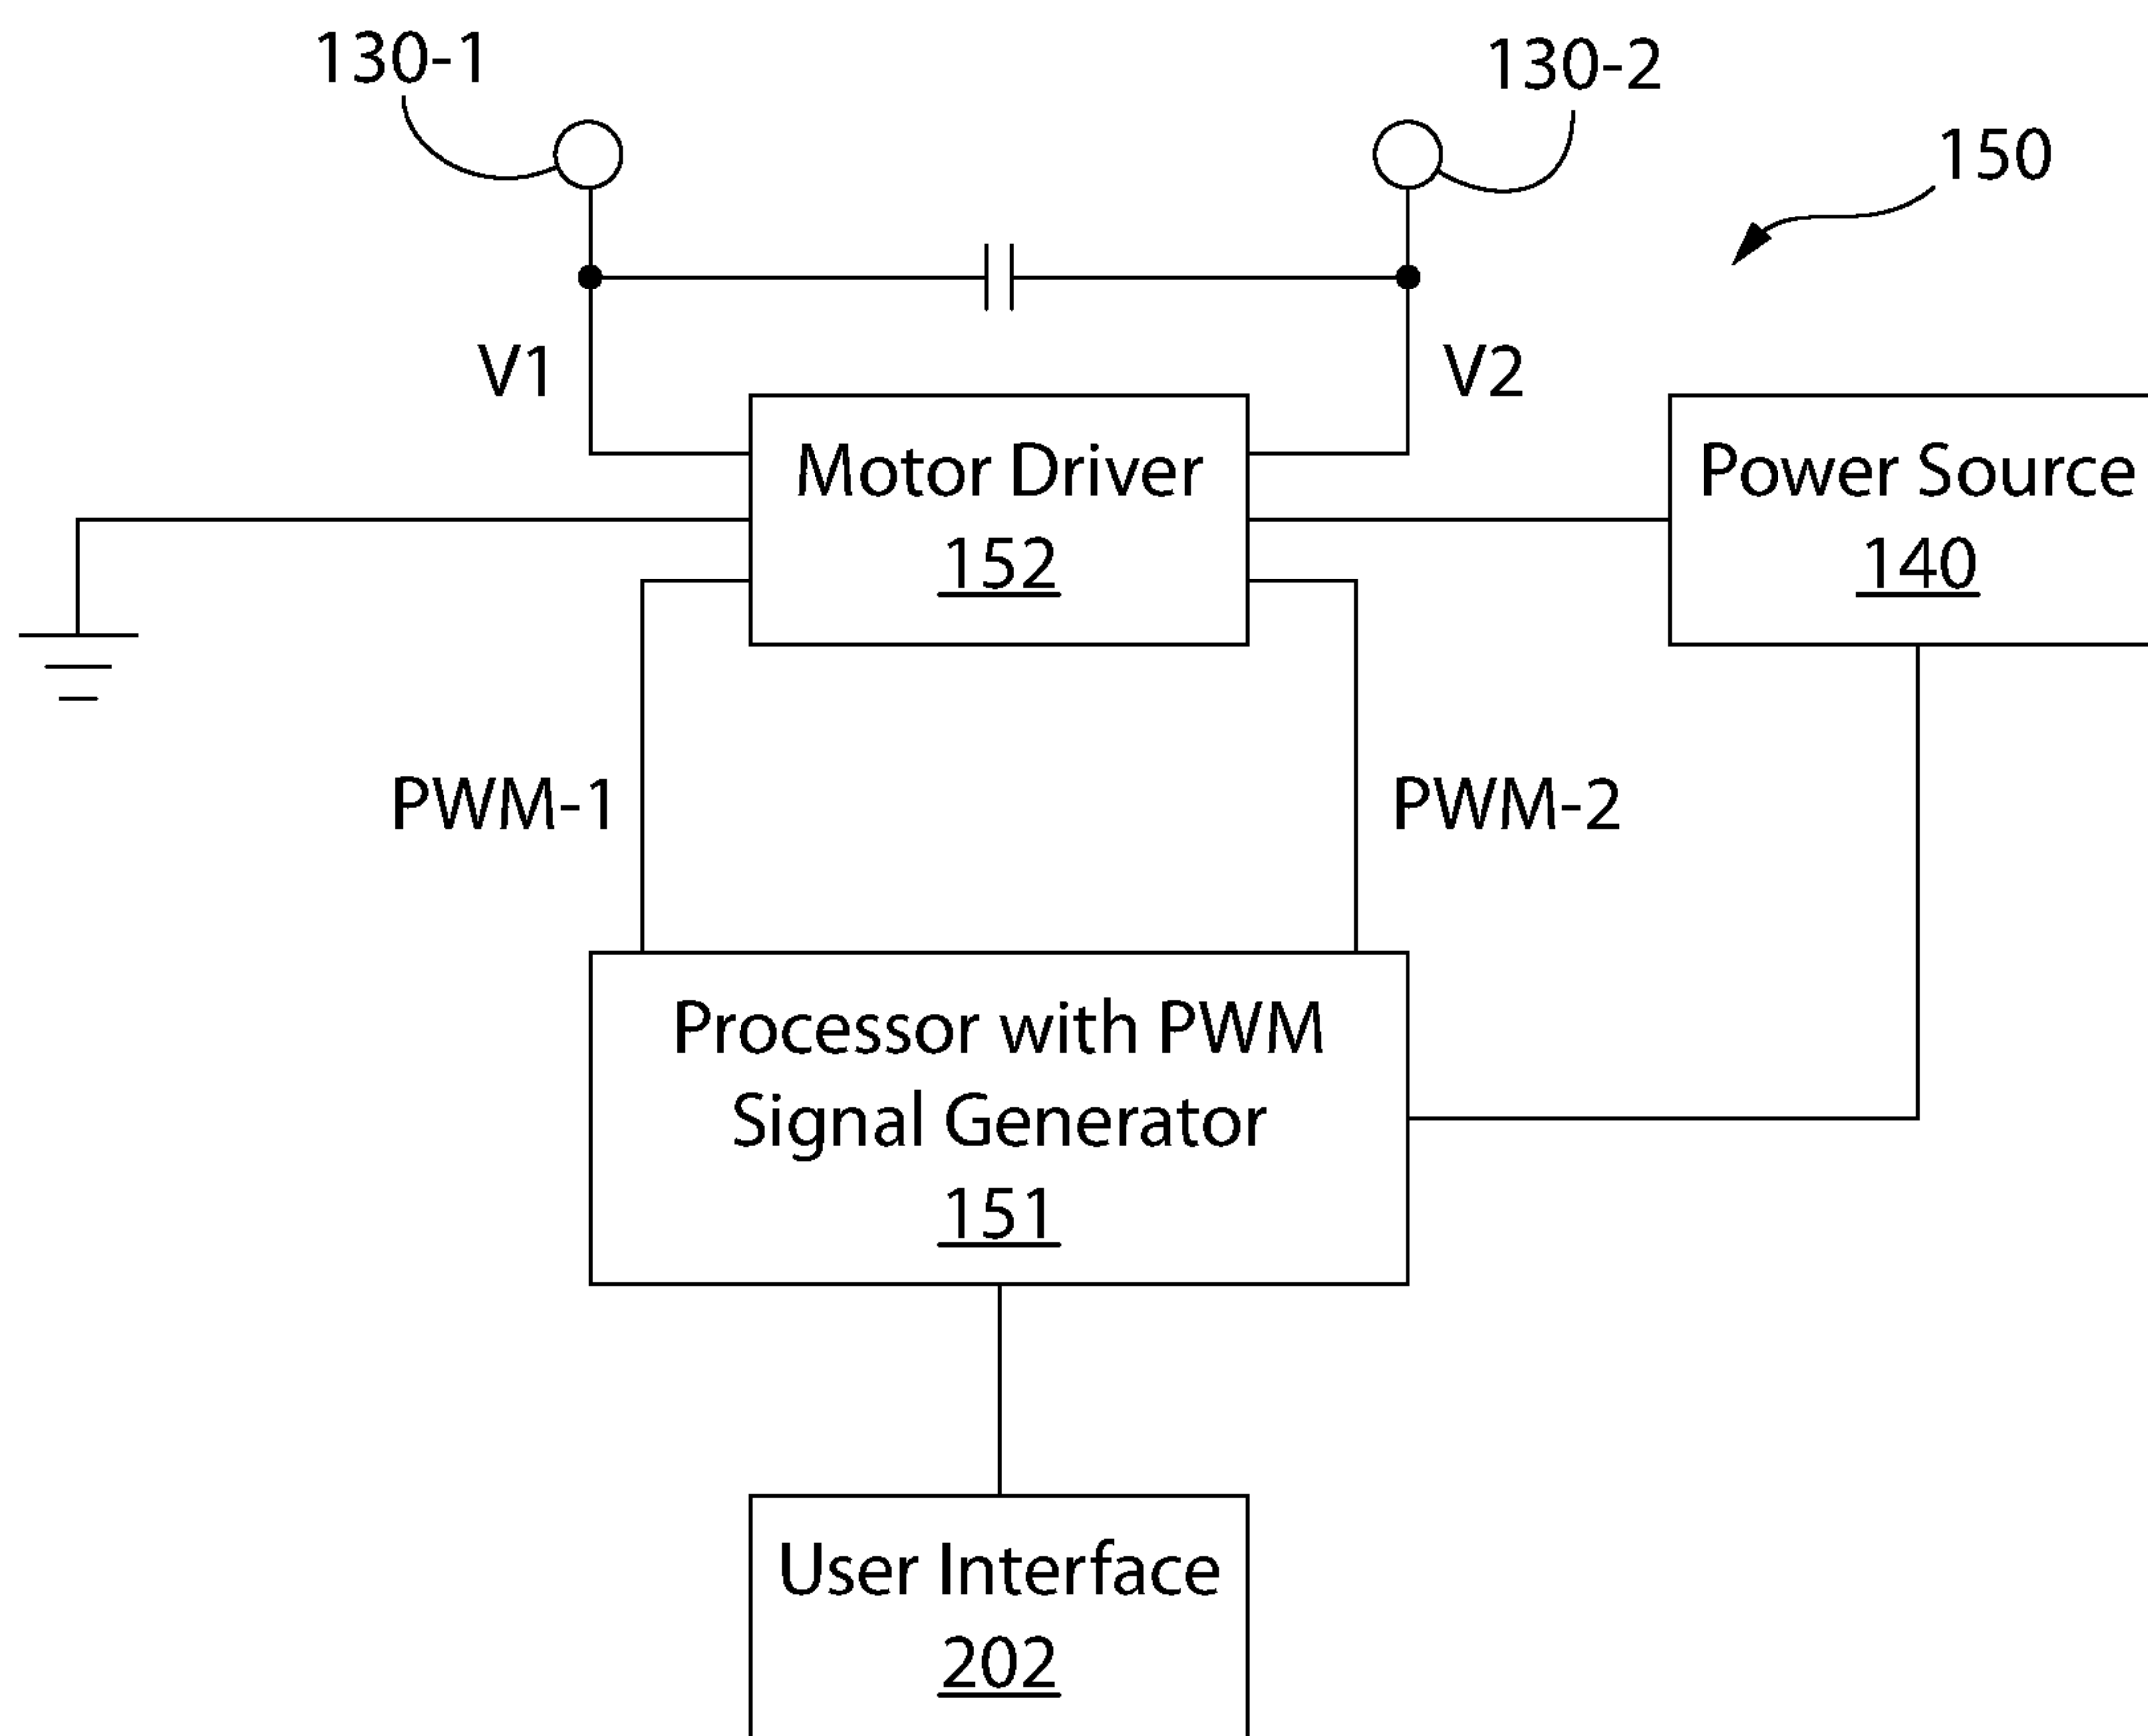 130-1
130-2
150
V1
V2
Motor Driver
152
Power Source
140
PWM-1
PWM-2
Processor with PWM
Signal Generator
151
User Interface
202